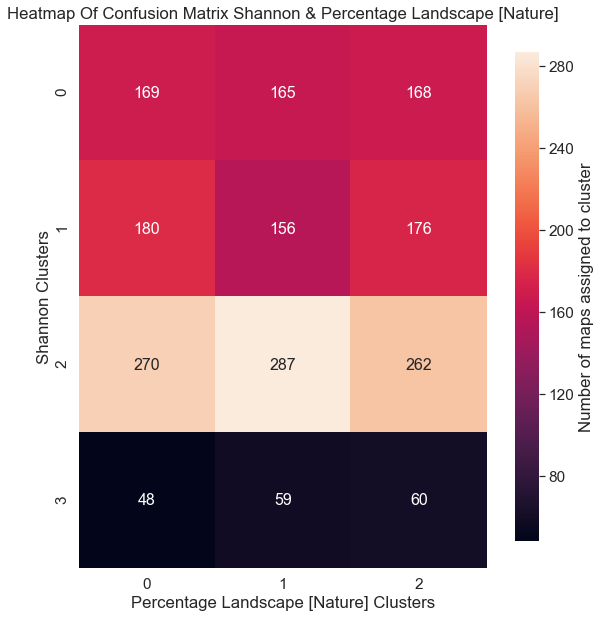 Heatmap Of Confusion Matrix Shannon & Percentage Landscape [Nature]
0 169 165 168
1 180 156 176
2 270 287 262
3 48 59 60
0 1 2
Percentage Landscape [Nature] Clusters
Shannon Clusters
280
240
200
160
120
80
Number of maps assigned to cluster